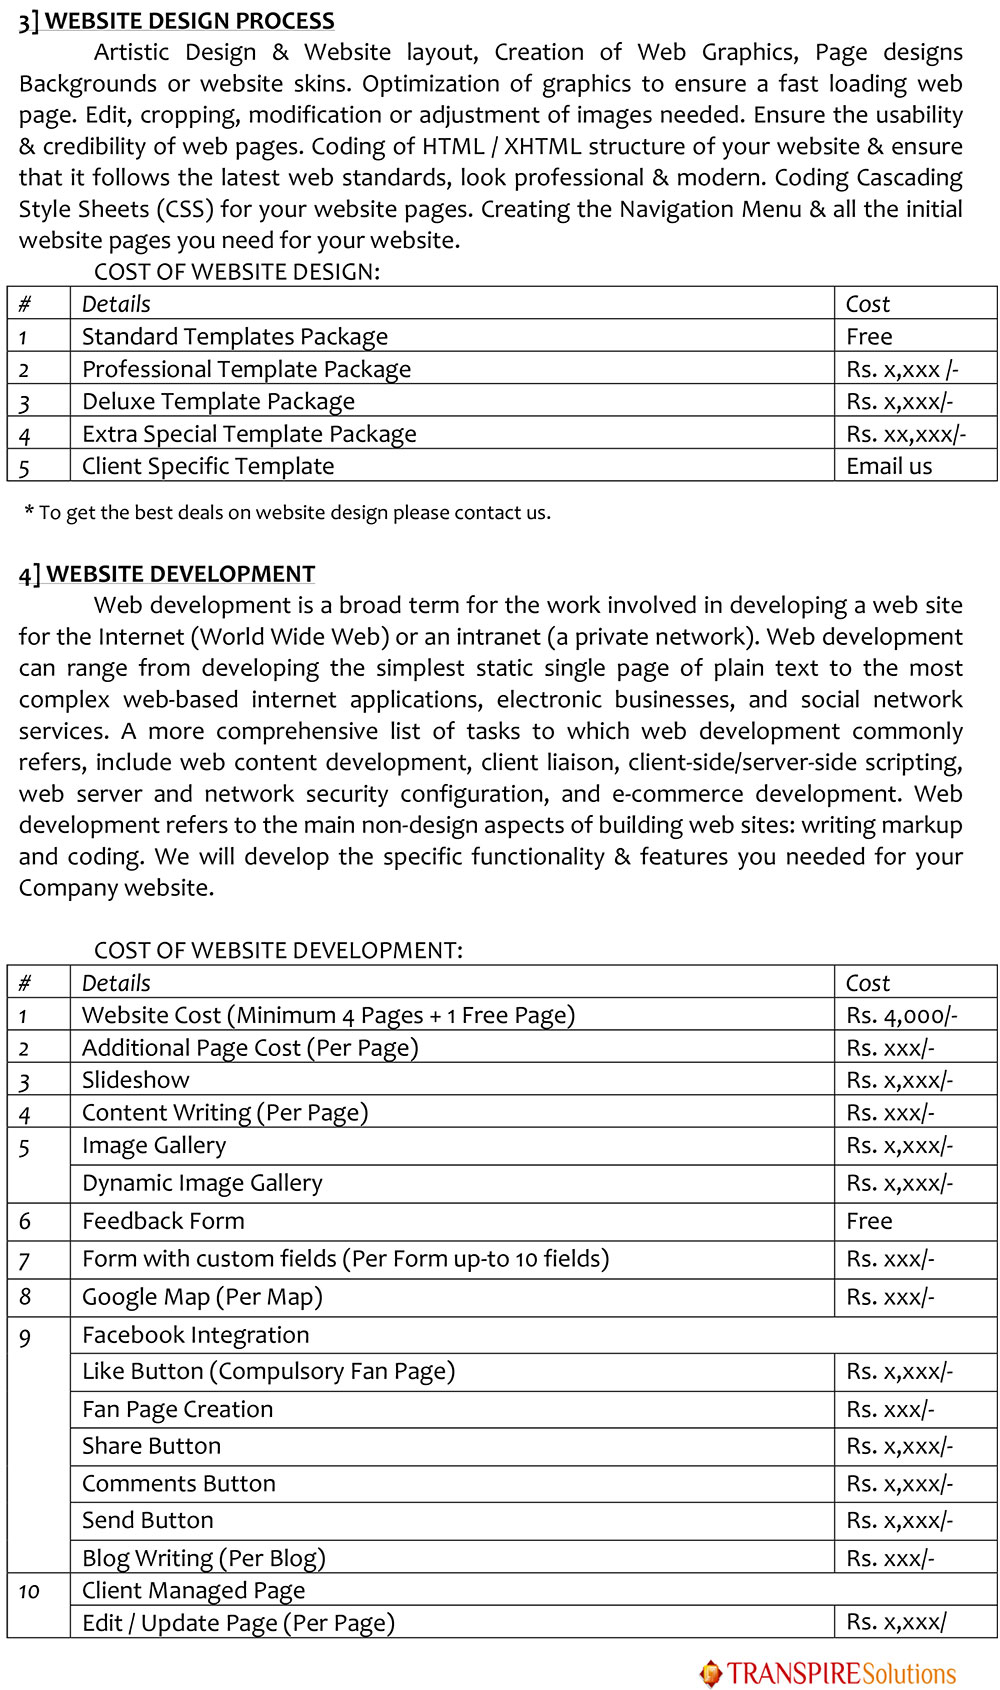 3] WEBSITE DESIGN PROCESS
Artistic Design & Website layout, Creation of Web Graphics, Page designs
Backgrounds or website skins. Optimization of graphics to ensure a fast loading web
page. Edit, cropping, modification or adjustment of images needed. Ensure the usability
& credibility of web pages. Coding of HTML / XHTML structure of your website & ensure
that it follows the latest web standards, look professional & modern. Coding Cascading
Style Sheets (CSS) for your website pages. Creating the Navigation Menu & all the initial
website pages you need for your website.
COST OF WEBSITE DESIGN:
# Details Cost
1 Standard Templates Package Free
2 Professional Template Package Rs. x,xxx /-
3 Deluxe Template Package Rs. x,xxx/-
4 Extra Special Template Package Rs. xx,xxx/-
5 Client Specific Template Email us
* To get the best deals on website design please contact us.
4] WEBSITE DEVELOPMENT
Web development is a broad term for the work involved in developing a web site
for the Internet (World Wide Web) or an intranet (a private network). Web development
can range from developing the simplest static single page of plain text to the most
complex web-based internet applications, electronic businesses, and social network
services. A more comprehensive list of tasks to which web development commonly
refers, include web content development, client liaison, client-side/server-side scripting,
web server and network security configuration, and e-commerce development. Web
development refers to the main non-design aspects of building web sites: writing markup
and coding. We will develop the specific functionality & features you needed for your
Company website.
COST OF WEBSITE DEVELOPMENT:
# Details Cost
1 Website Cost (Minimum 4 Pages + 1 Free Page) Rs. 4,000/-
2 Additional Page Cost (Per Page) Rs. xxx/-
3 Slideshow Rs. x,xxx/-
4 Content Writing (Per Page) Rs. xxx/-
5 Image Gallery Rs. x,xxx/-
Dynamic Image Gallery Rs. x,xxx/-
6 Feedback Form Free
7 Form with custom fields (Per Form up-to 10 fields) Rs. xxx/-
8 Google Map (Per Map) Rs. xxx/-
9 Facebook Integration
Like Button (Compulsory Fan Page) Rs. x,xxx/-
Fan Page Creation Rs. xxx/-
Share Button Rs. x,xxx/-
Comments Button Rs. x,xxx/-
Send Button Rs. x,xxx/-
Blog Writing (Per Blog) Rs. xxx/-
10 Client Managed Page
Edit / Update Page (Per Page) Rs. x,xxx/
TRANSPIRE Solutions